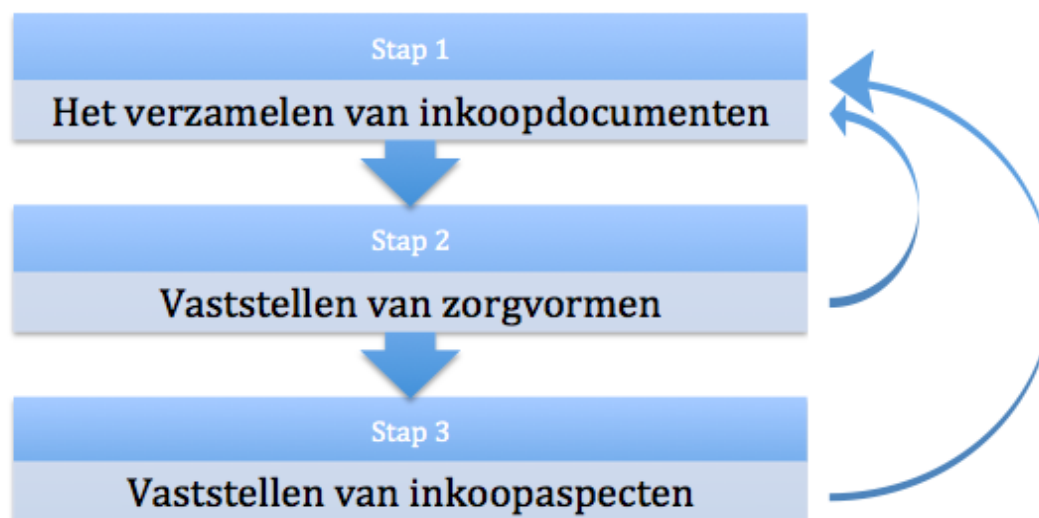 Stap 1
Het verzamelen van inkoopdocumenten
Stap 2
Vaststellen van zorgvormen
Stap 3
Vaststellen van inkoopaspecten